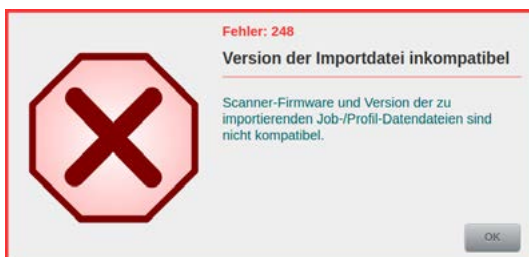 Fehler: 248
Version der Importdatei inkompatibel
Scanner-Firmware und Version der zu
importierenden Job-/Profil-Datendateien sind
nicht kompatibel.
OK